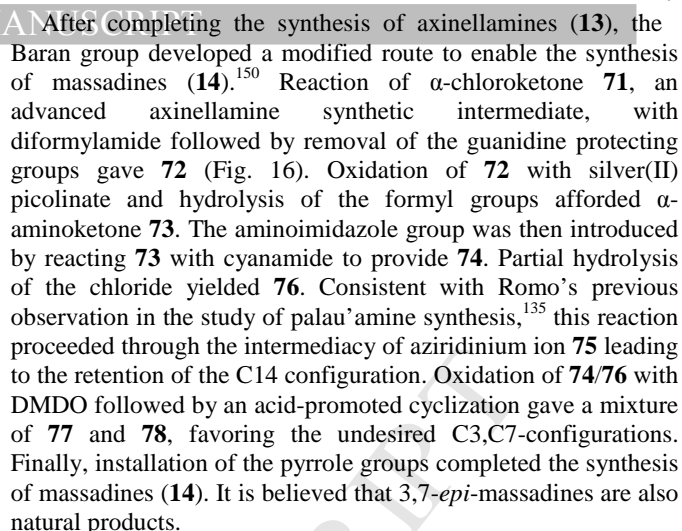 ANUSCRIPT
After completing the synthesis of axinellamines (13), the
Baran group developed a modified route to enable the synthesis
of massadines (14).150 Reaction of α-chloroketone 71, an
advanced axinellamine synthetic intermediate, with
diformylamide followed by removal of the guanidine protecting
groups gave 72 (Fig. 16). Oxidation of 72 with silver(II)
picolinate and hydrolysis of the formyl groups afforded α-
aminoketone 73. The aminoimidazole group was then introduced
by reacting 73 with cyanamide to provide 74. Partial hydrolysis
of the chloride yielded 76. Consistent with Romo’s previous
observation in the study of palau’amine synthesis,135 this reaction
proceeded through the intermediacy of aziridinium ion 75 leading
to the retention of the C14 configuration. Oxidation of 74/76 with
DMDO followed by an acid-promoted cyclization gave a mixture
of 77 and 78, favoring the undesired C3,C7-configurations.
Finally, installation of the pyrrole groups completed the synthesis
of massadines (14). It is believed that 3,7-epi-massadines are also
natural products.